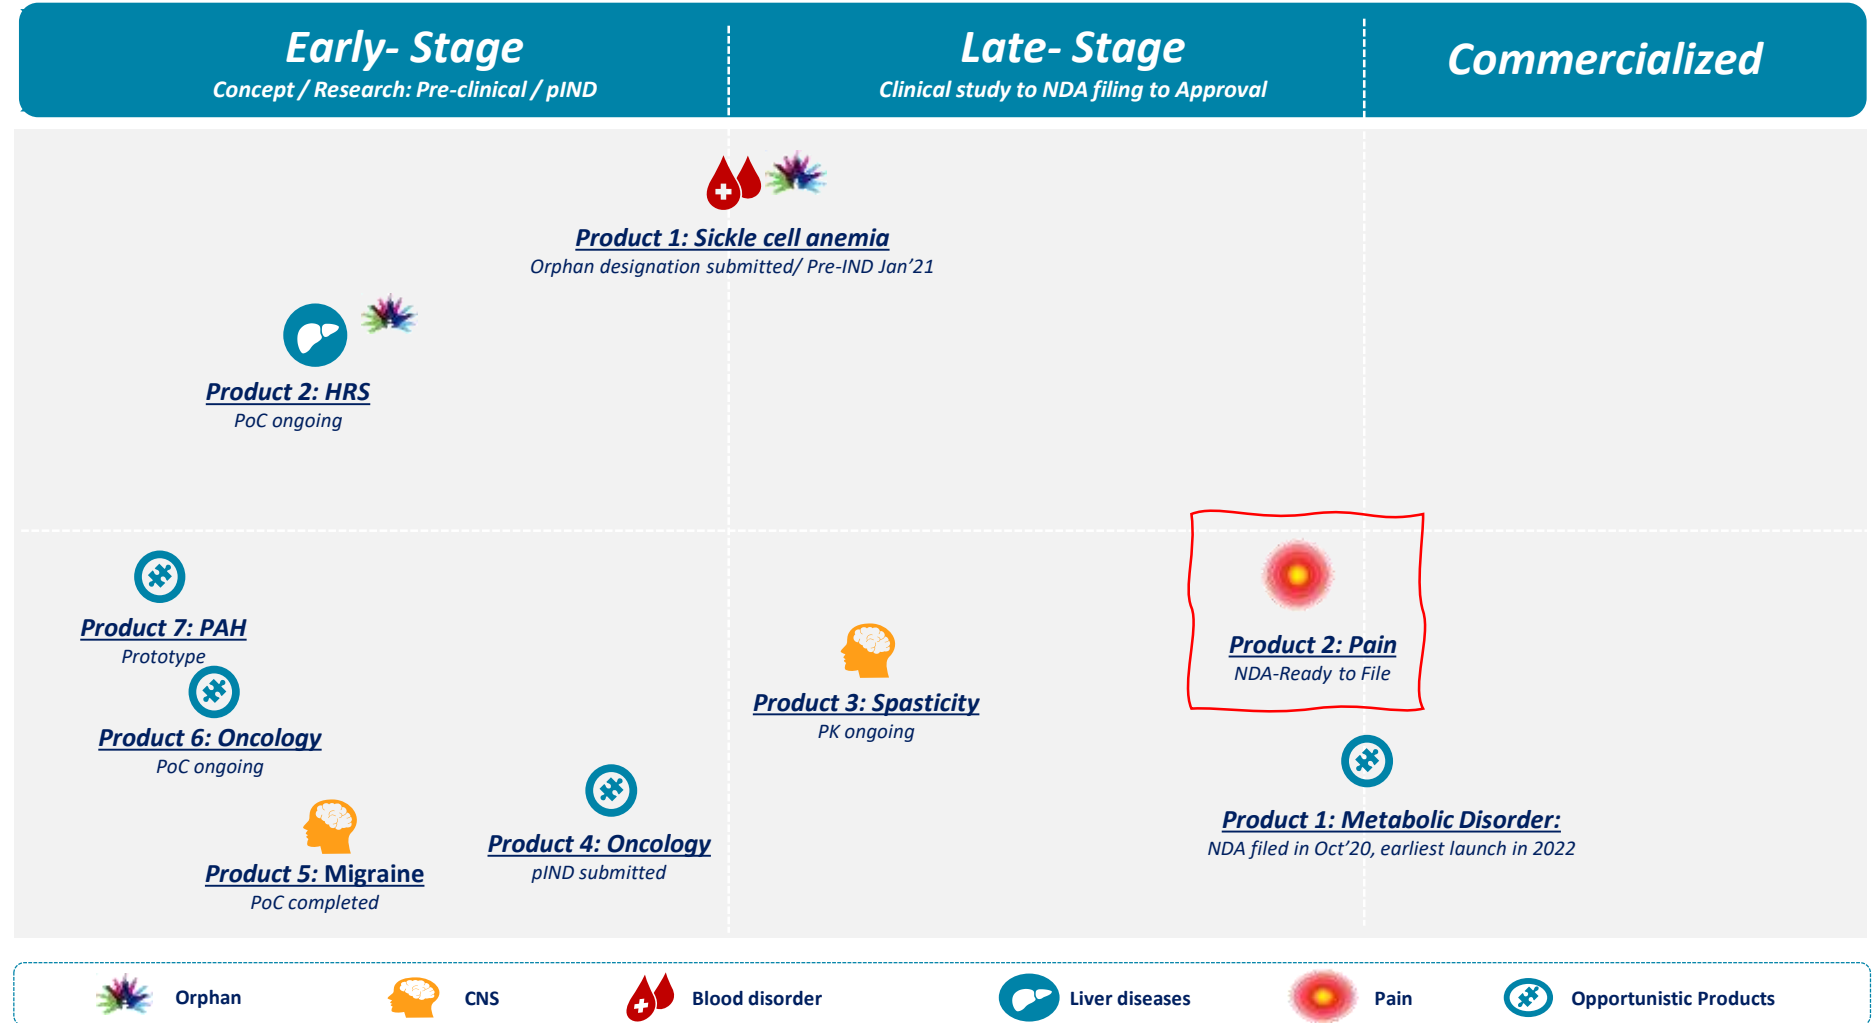 Early- Stage
Concept / Research: Pre-clinical / pIND
Late- Stage
Clinical study to NDA filing to Approval
Commercialized
Product 1: Sickle cell anemia
Orphan designation submitted/ Pre-IND Jan’21
Product 2: HRS
PoC ongoing
Product 7: PAH
Prototype
Product 6: Oncology
PoC ongoing
Product 5: Migraine
PoC completed
Product 4: Oncology
pIND submitted
Product 3: Spasticity
PK ongoing
Product 2: Pain
NDA-Ready to File
Product 1: Metabolic Disorder:
NDA filed in Oct’20, earliest launch in 2022
Orphan
CNS
Blood disorder
Liver diseases
Pain
Opportunistic Products